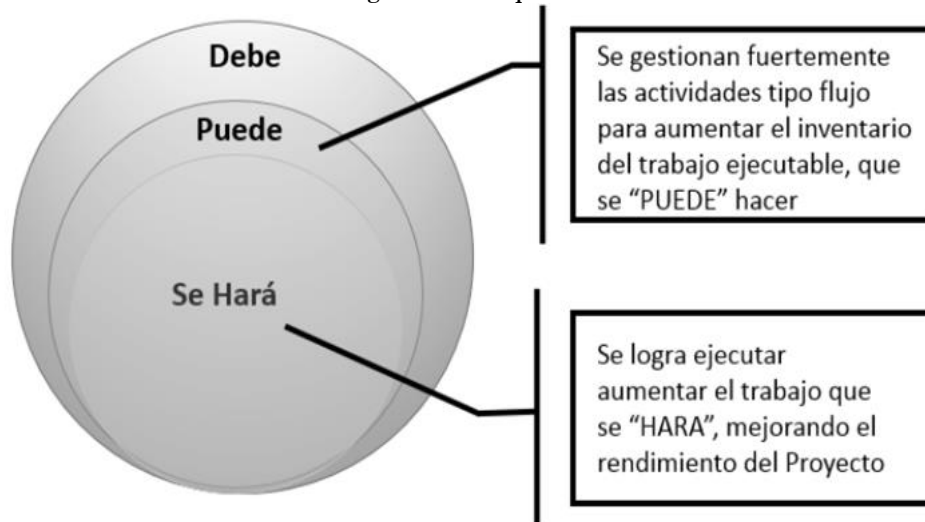 Debe
Puede
Se Hará
Se gestionan fuertemente
las actividades tipo flujo
para aumentar el inventario
del trabajo ejecutable, que
se “PUEDE” hacer
Se logra ejecutar
aumentar el trabajo que
se “HARA”, mejorando el
rendimiento del Proyecto